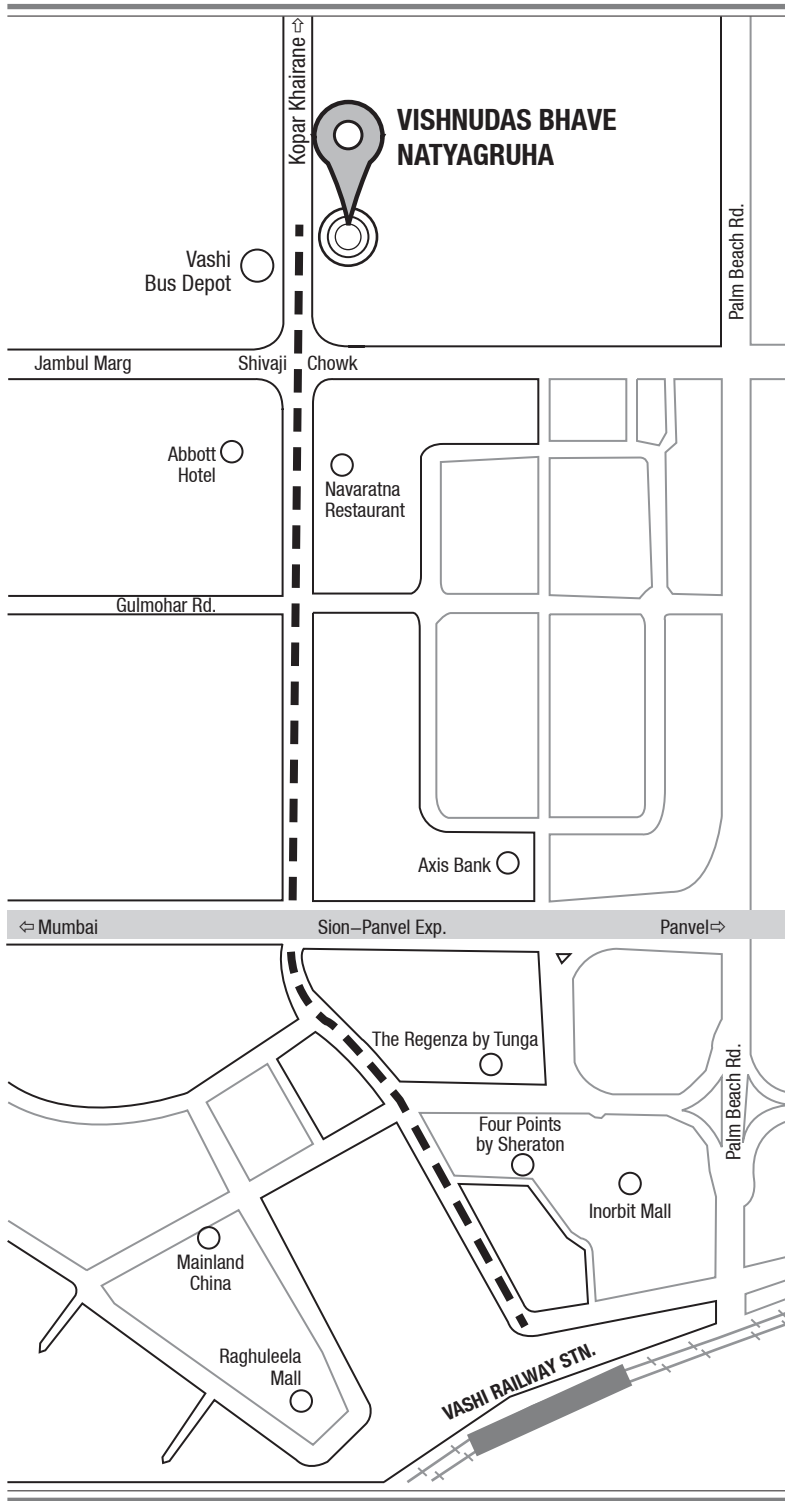 Kopar Khairane ⇧
VISHNUDAS BHAVE
NATYAGRUHA
Palm Beach Rd.
Vashi
Bus Depot
Jambul Marg
Shivaji Chowk
Abbott
Hotel
Navaratna
Restaurant
Gulmohar Rd.
Axis Bank
⇦ Mumbai
Sion–Panvel Exp.
Panvel⇨
The Regenza by Tunga
Palm Beach Rd.
Four Points
by Sheraton
Inorbit Mall
Mainland
China
Raghuleela
Mall
VASHI RAILWAY STN.